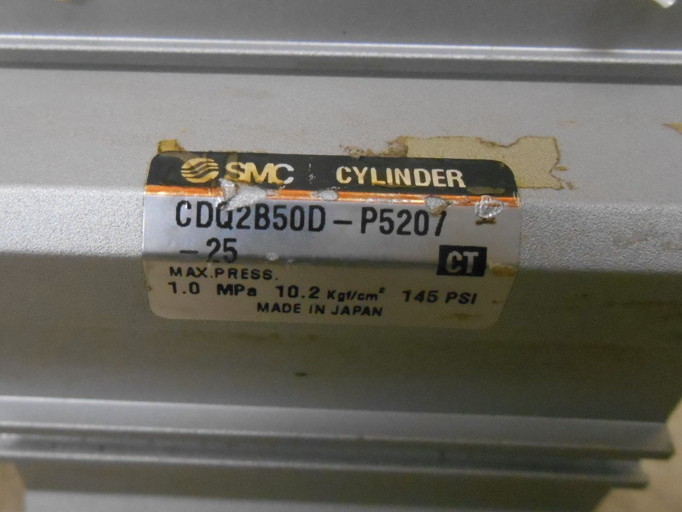 SMC CYLINDER
CDQ2B50D-P5207
-25 CT
MAX.PRESS.
1.0 MPa 10.2 Kgf/cm² 145 PSI
MADE IN JAPAN